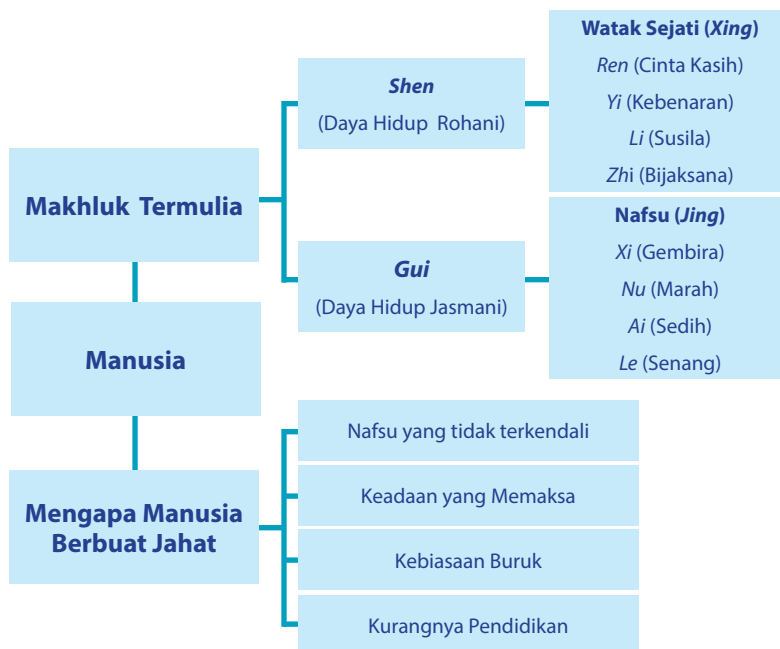 Makhluk Termulia
Shen
(Daya Hidup Rohani)
Watak Sejati (Xing)
Ren (Cinta Kasih)
Yi (Kebenaran)
Li (Susila)
Zhi (Bijaksana)
Gui
(Daya Hidup Jasmani)
Nafsu (Jing)
Xi (Gembira)
Nu (Marah)
Ai (Sedih)
Le (Senang)
Manusia
Mengapa Manusia
Berbuat Jahat
Nafsu yang tidak terkendali
Keadaan yang Memaksa
Kebiasaan Buruk
Kurangnya Pendidikan